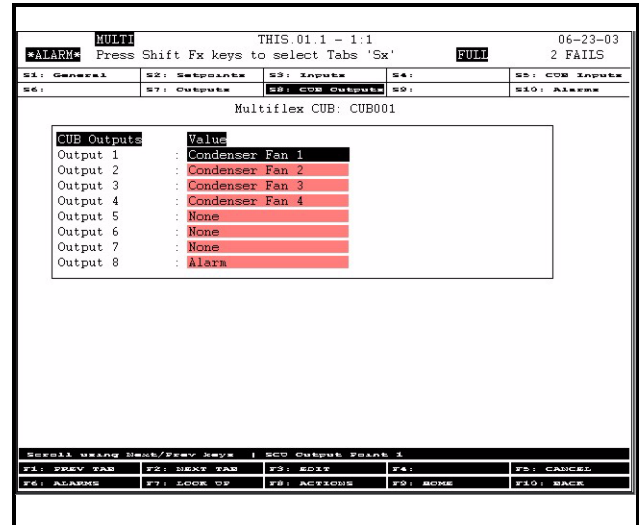 MULTI THIS.01.1 – 1:1 06-23-03
*ALARM* Press Shift Fx keys to select Tabs 'Sx' FULL 2 FAILS
S1: General S2: Setpoints S3: Inputs S4: S5: CUB Inputs
S6: S7: Outputs S8: CUB Outputs S9: S10: Alarms
Multiflex CUB: CUB001
CUB Outputs Value
Output 1 : Condenser Fan 1
Output 2 : Condenser Fan 2
Output 3 : Condenser Fan 3
Output 4 : Condenser Fan 4
Output 5 : None
Output 6 : None
Output 7 : None
Output 8 : Alarm
Scroll using Next/Prev keys | SCU Output Point 1
F1: PREV TAB F2: NEXT TAB F3: EDIT F4: F5: CANCEL
F6: ALARMS F7: LOOK UP F8: ACTIONS F9: HOME F10: BACK